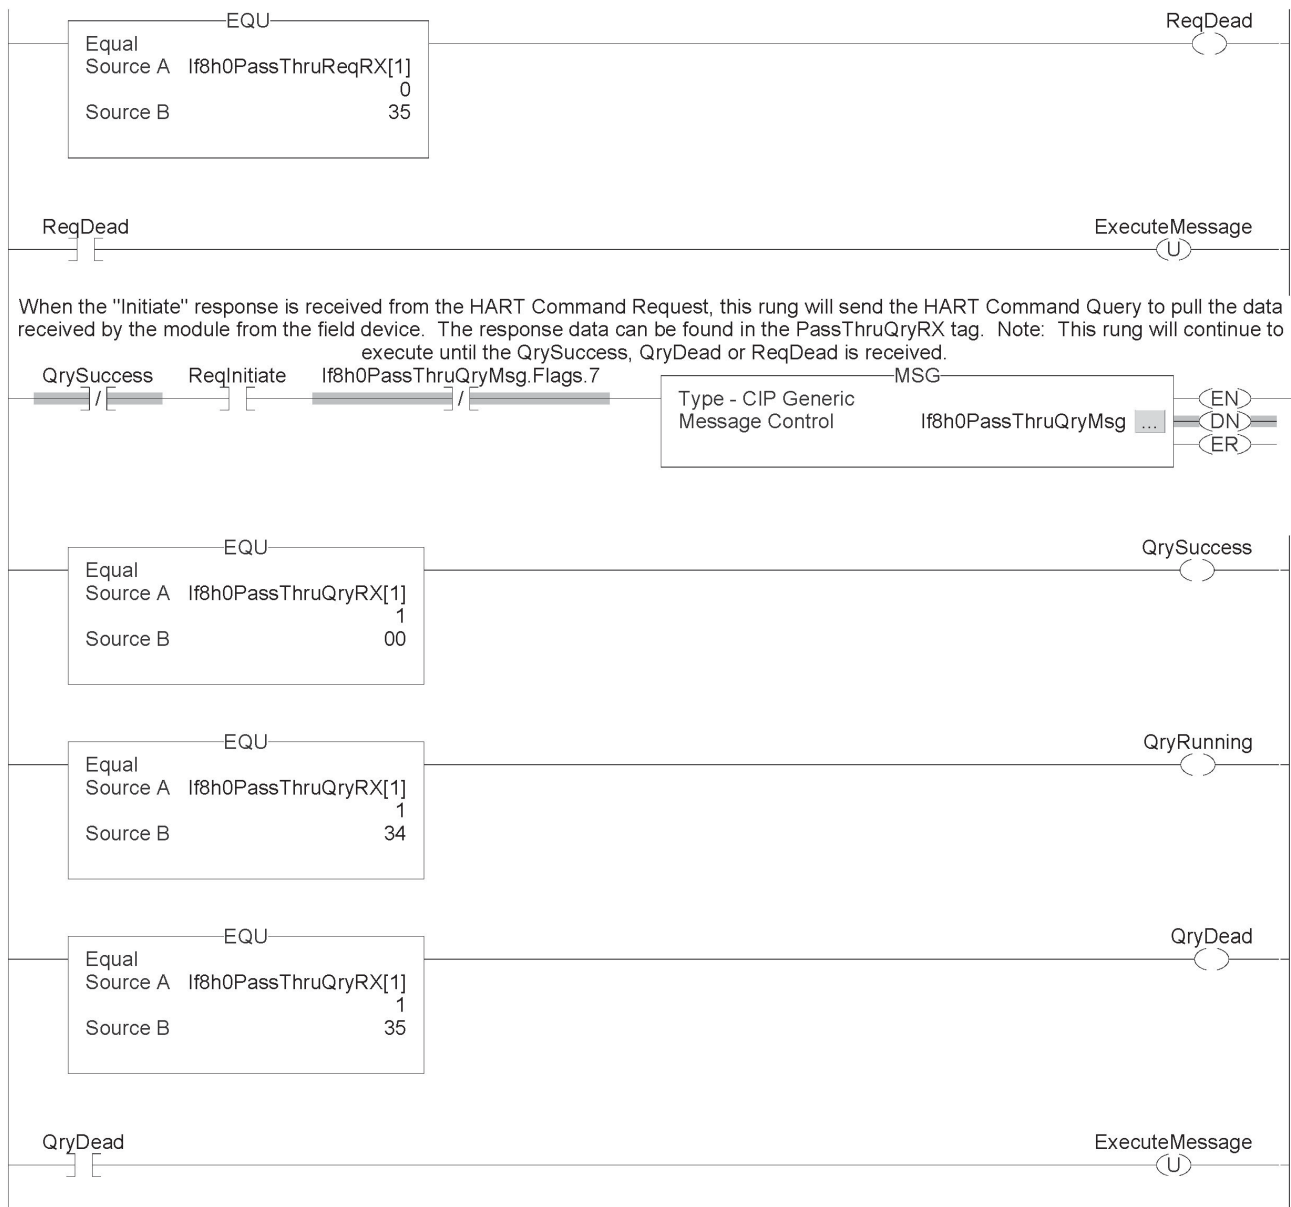 EQU
ReqDead
Equal
Source A If8h0PassThruReqRX[1]
0
Source B 35
ReqDead
ExecuteMessage
U
When the "Initiate" response is received from the HART Command Request, this rung will send the HART Command Query to pull the data
received by the module from the field device. The response data can be found in the PassThruQryRX tag. Note: This rung will continue to
execute until the QrySuccess, QryDead or ReqDead is received.
QrySuccess ReqInitiate If8h0PassThruQryMsg.Flags.7
MSG
Type - CIP Generic
EN
Message Control If8h0PassThruQryMsg ...
DN
ER
EQU
QrySuccess
Equal
Source A If8h0PassThruQryRX[1]
1
Source B 00
EQU
QryRunning
Equal
Source A If8h0PassThruQryRX[1]
1
Source B 34
EQU
QryDead
Equal
Source A If8h0PassThruQryRX[1]
1
Source B 35
QryDead
ExecuteMessage
U